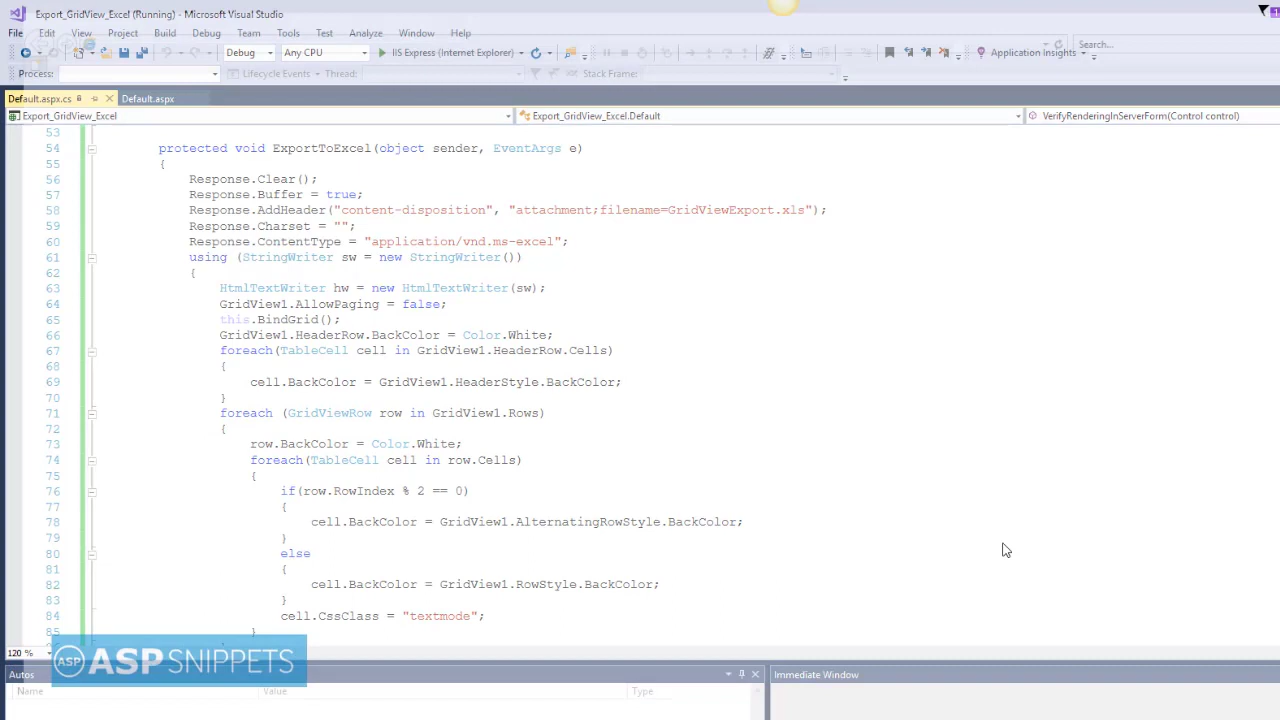 Export_GridView_Excel (Running) - Microsoft Visual Studio
File Edit View Project Build Debug Team Tools Test Analyze Window Help
Debug Any CPU IIS Express (Internet Explorer) Application Insights Search...
Process: Lifecycle Events Thread: Stack Frame:
Default.aspx.cs Default.aspx
Export_GridView_Excel Export_GridView_Excel.Default VerifyRenderingInServerForm(Control control)
53
54 protected void ExportToExcel(object sender, EventArgs e)
55 {
56 Response.Clear();
57 Response.Buffer = true;
58 Response.AddHeader("content-disposition", "attachment;filename=GridViewExport.xls");
59 Response.Charset = "";
60 Response.ContentType = "application/vnd.ms-excel";
61 using (StringWriter sw = new StringWriter())
62 {
63 HtmlTextWriter hw = new HtmlTextWriter(sw);
64 GridView1.AllowPaging = false;
65 this.BindGrid();
66 GridView1.HeaderRow.BackColor = Color.White;
67 foreach(TableCell cell in GridView1.HeaderRow.Cells)
68 {
69 cell.BackColor = GridView1.HeaderStyle.BackColor;
70 }
71 foreach (GridViewRow row in GridView1.Rows)
72 {
73 row.BackColor = Color.White;
74 foreach(TableCell cell in row.Cells)
75 {
76 if(row.RowIndex % 2 == 0)
77 {
78 cell.BackColor = GridView1.AlternatingRowStyle.BackColor;
79 }
80 else
81 {
82 cell.BackColor = GridView1.RowStyle.BackColor;
83 }
84 cell.CssClass = "textmode";
85 }
120 %
ASP ASPSNIPPETS
Autos Immediate Window
Name Value Type